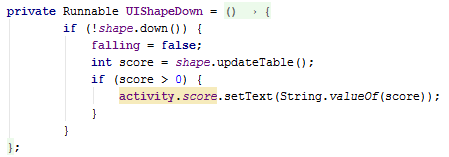 private Runnable UIShapeDown = () → {
if (!shape.down()) {
falling = false;
int score = shape.updateTable();
if (score > 0) {
activity.score.setText(String.valueOf(score));
}
}
};